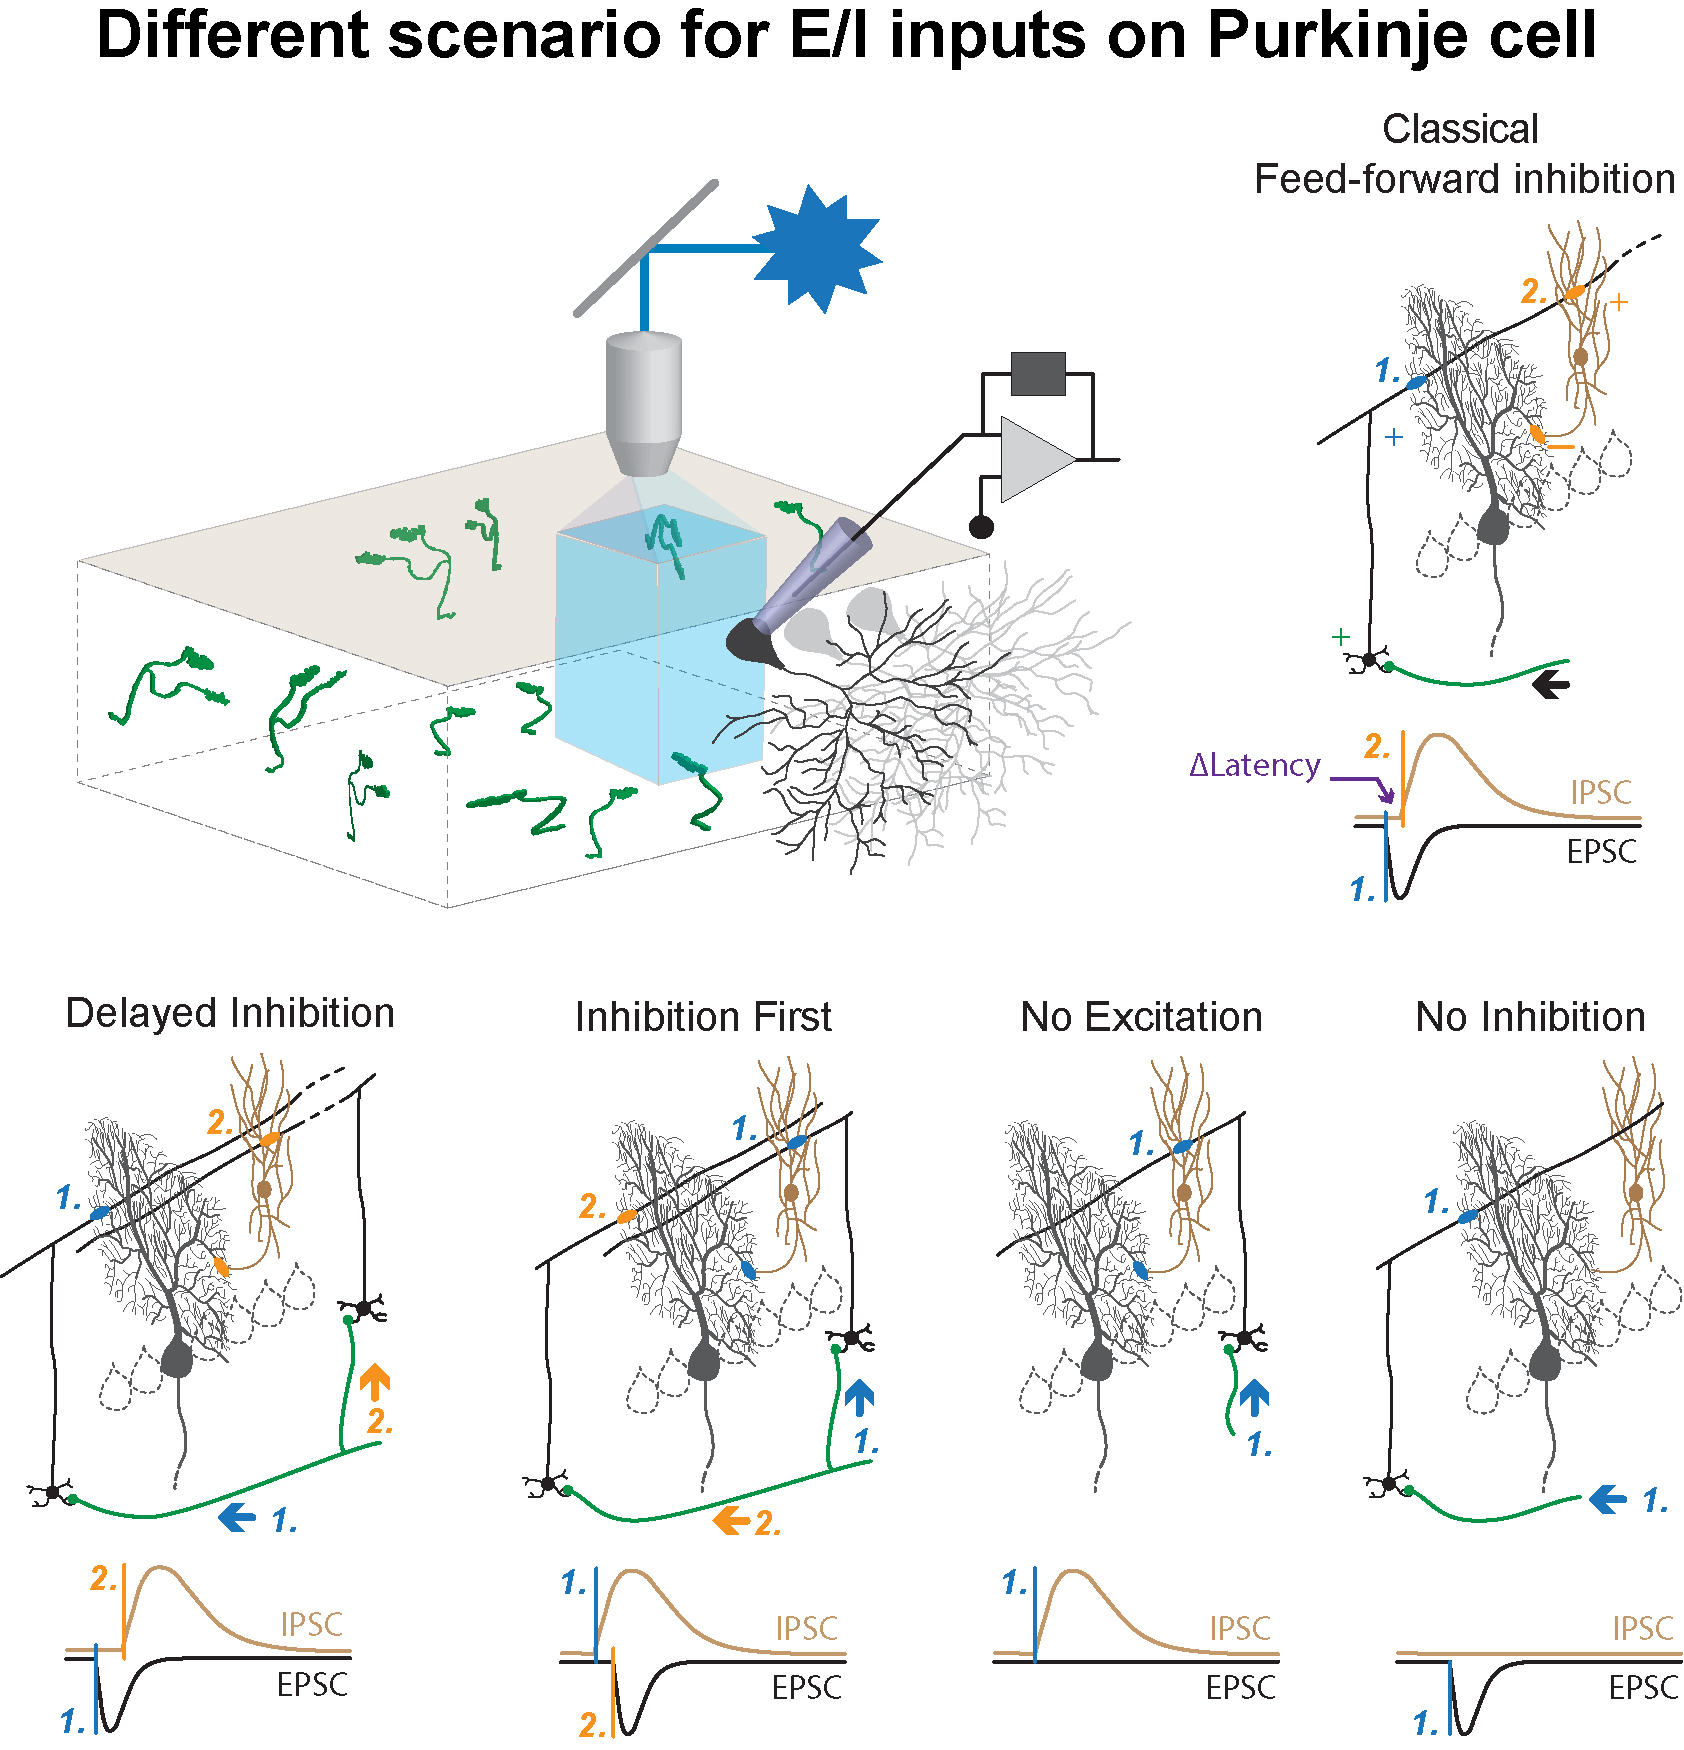 Different scenario for E/I inputs on Purkinje cell
Classical
Feed-forward inhibition
2.
+
1.
+
+
2.
ΔLatency
IPSC
EPSC
1.
Delayed Inhibition
2.
1.
2.
1.
2.
IPSC
EPSC
1.
Inhibition First
1.
2.
1.
2.
1.
IPSC
EPSC
2.
No Excitation
1.
1.
1.
IPSC
EPSC
No Inhibition
1.
1.
IPSC
EPSC
1.